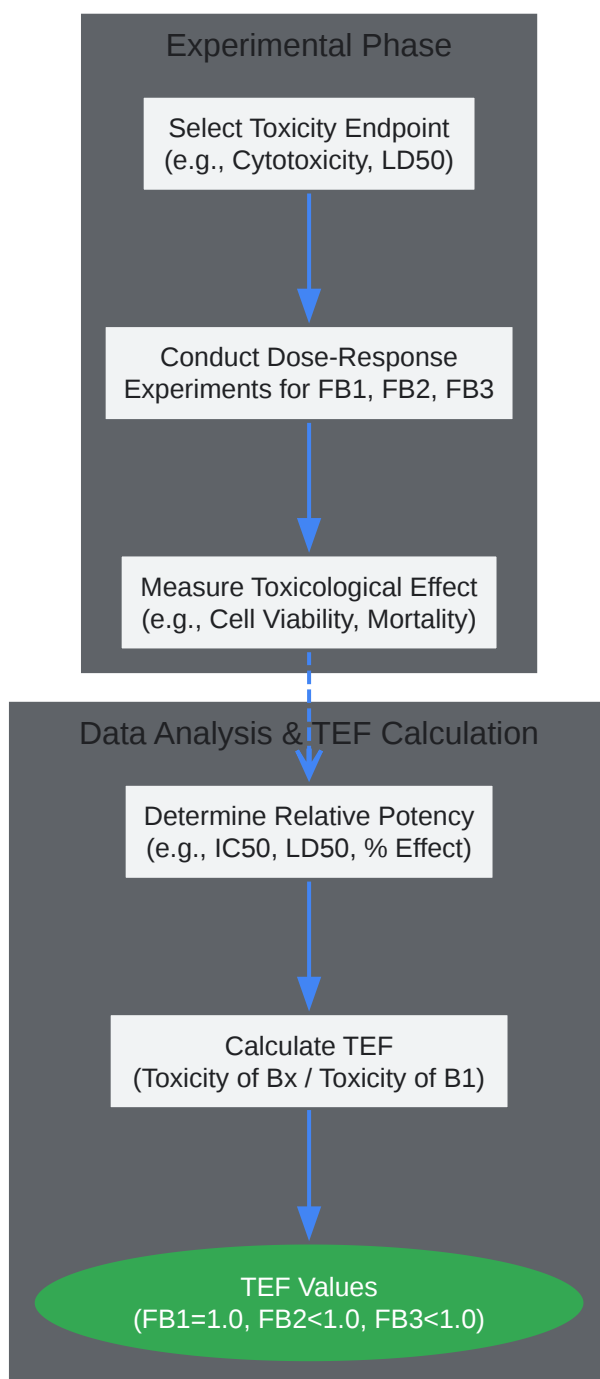 Experimental Phase
Select Toxicity Endpoint
(e.g., Cytotoxicity, LD50)
Conduct Dose-Response
Experiments for FB1, FB2, FB3
Measure Toxicological Effect
(e.g., Cell Viability, Mortality)
Data Analysis & TEF Calculation
Determine Relative Potency
(e.g., IC50, LD50, % Effect)
Calculate TEF
(Toxicity of Bx / Toxicity of B1)
TEF Values
(FB1=1.0, FB2<1.0, FB3<1.0)